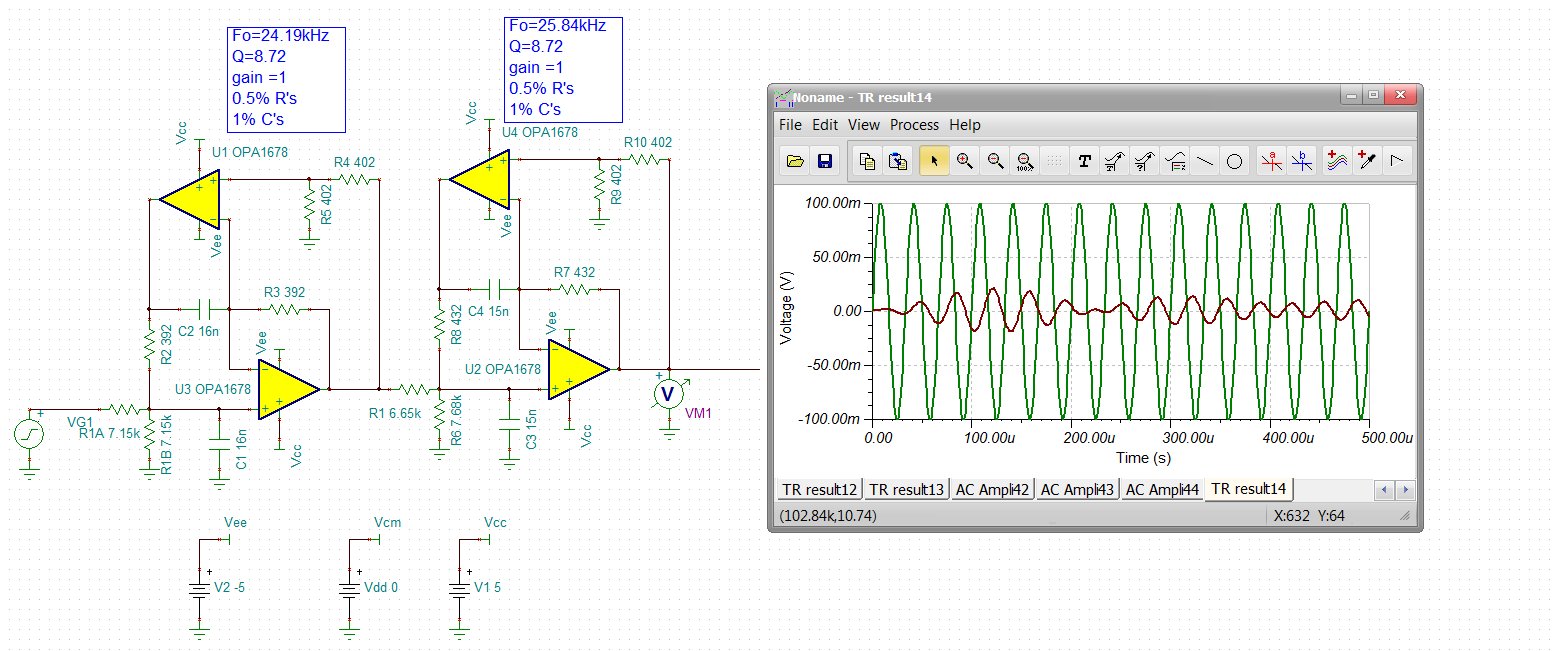 Fo=24.19kHz
Q=8.72
gain =1
0.5% R's
1% C's
Fo=25.84kHz
Q=8.72
gain =1
0.5% R's
1% C's
Vcc
U1 OPA1678
R4 402
R5 402
Vee
C2 16n
R3 392
R2 392
Vee
U3 OPA1678
VG1
R1A 7.15k
R1B 7.15k
C1 16n
Vcc
Vcc
U4 OPA1678
R10 402
R9 402
Vee
C4 15n
R7 432
R8 432
Vee
U2 OPA1678
R1 6.65k
R6 7.68k
C3 15n
Vcc
V
VM1
Vee
V2 -5
Vcm
Vdd 0
Vcc
V1 5
Noname - TR result14
File Edit View Process Help
100%
T
a
b
100.00m
50.00m
0.00
-50.00m
-100.00m
Voltage (V)
0.00 100.00u 200.00u 300.00u 400.00u 500.00u
Time (s)
TR result12 TR result13 AC Ampli42 AC Ampli43 AC Ampli44 TR result14
(102.84k,10.74) X:632 Y:64